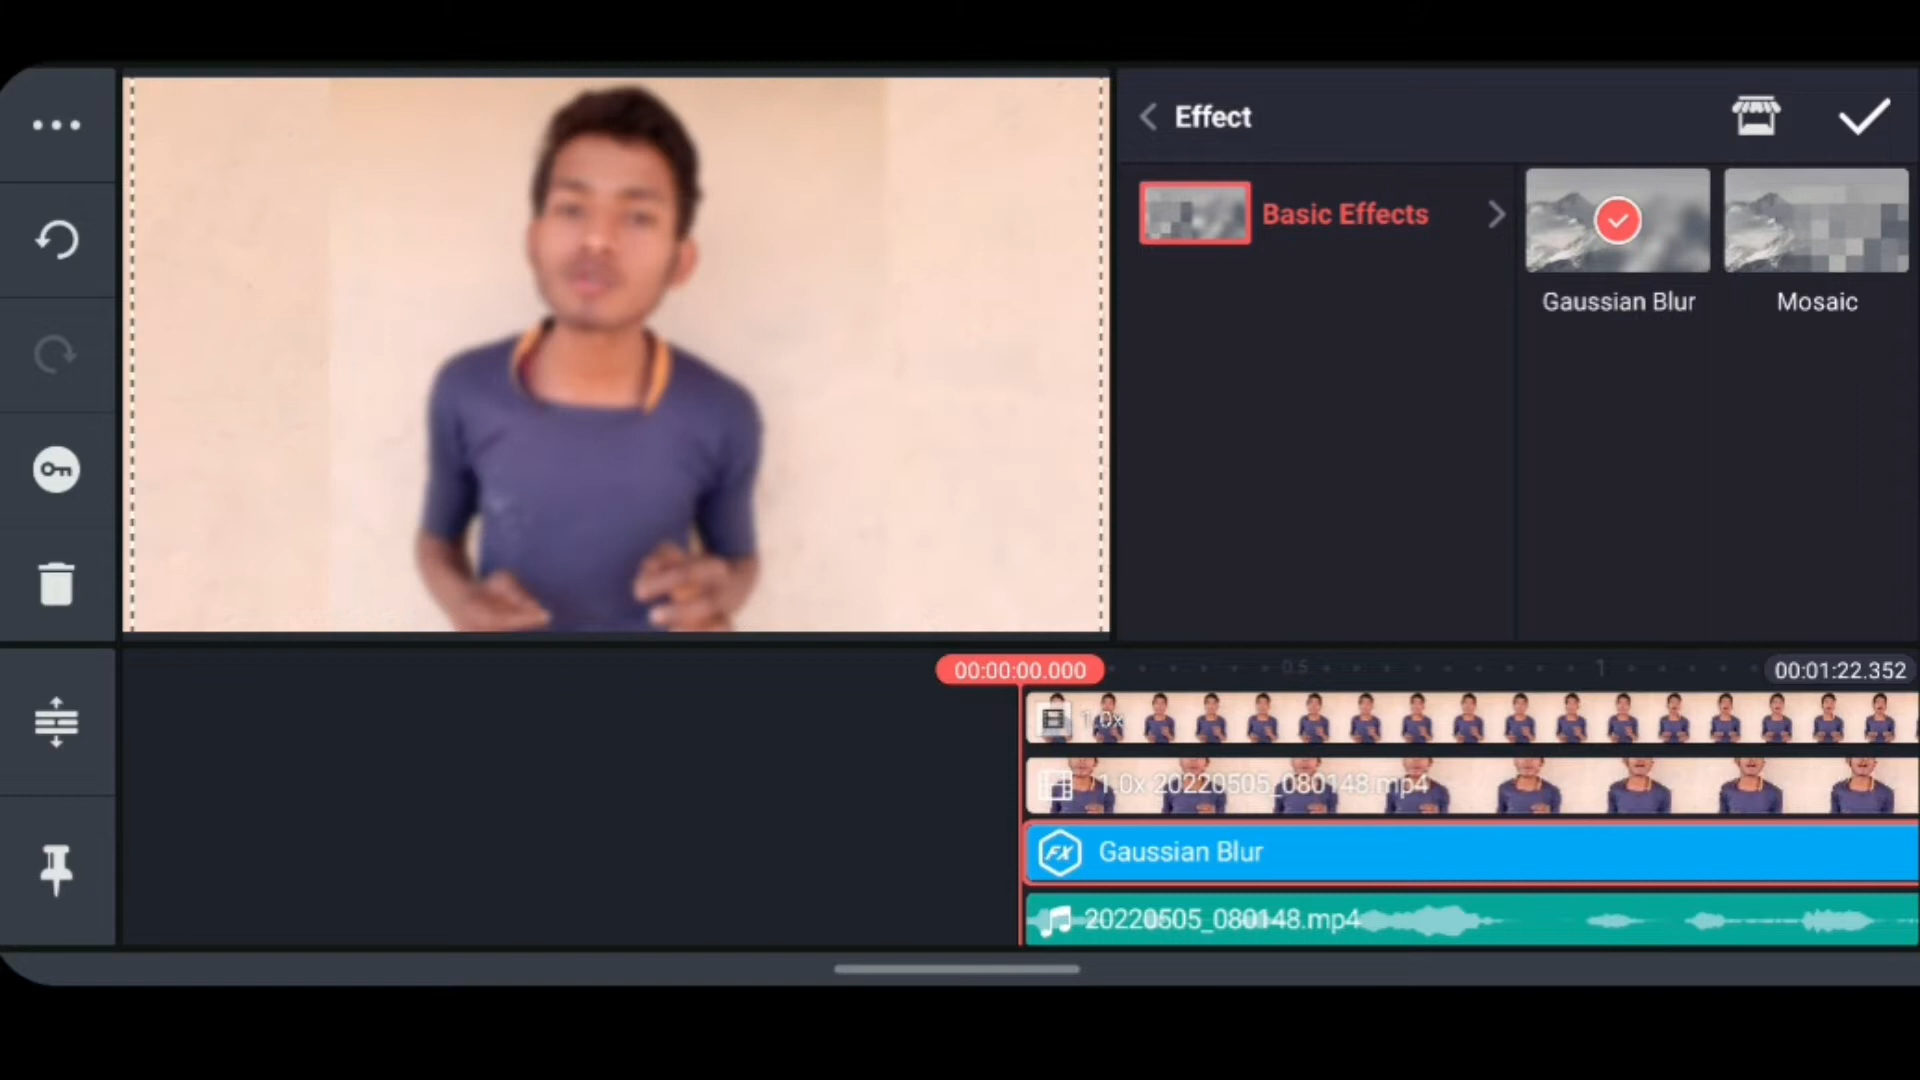 Effect
Basic Effects
Gaussian Blur
Mosaic
00:00:00.000
0.5
1
00:01:22.352
1.0x
1.0x 20220505_080148.mp4
FX Gaussian Blur
20220505_080148.mp4